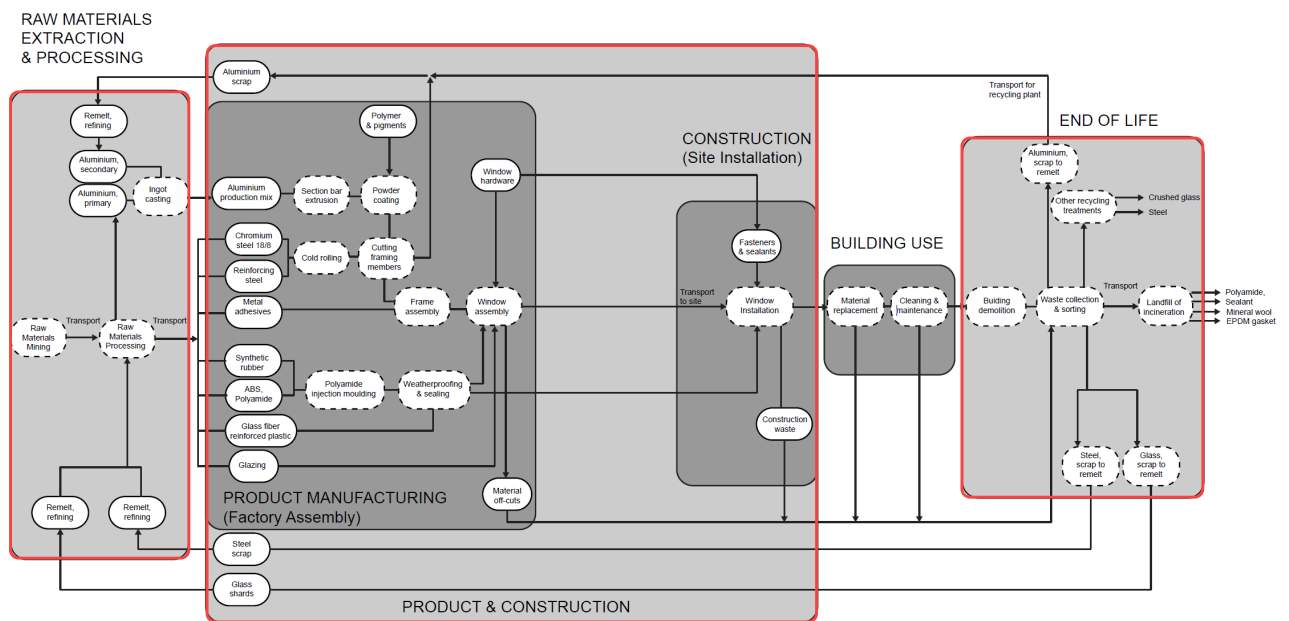 RAW MATERIALS
EXTRACTION
& PROCESSING
Remelt,
refining
Aluminium,
secondary
Aluminium,
primary
Ingot
casting
Raw
Materials
Mining
Transport
Raw
Materials
Processing
Transport
Remelt,
refining
Remelt,
refining
Aluminium
scrap
Polymer
& pigments
Aluminium
production mix
Section bar
extrusion
Powder
coating
Window
hardware
Chromium
steel 18/8
Reinforcing
steel
Cold rolling
Cutting
framing
members
Metal
adhesives
Frame
assembly
Window
assembly
Synthetic
rubber
ABS,
Polyamide
Polyamide
injection moulding
Weatherproofing
& sealing
Glass fiber
reinforced plastic
Glazing
Material
off-cuts
PRODUCT MANUFACTURING
(Factory Assembly)
Steel
scrap
Glass
shards
PRODUCT & CONSTRUCTION
CONSTRUCTION
(Site Installation)
Fasteners
& sealants
Transport
to site
Window
Installation
Construction
waste
BUILDING USE
Material
replacement
Cleaning &
maintenance
Transport for
recycling plant
END OF LIFE
Aluminium,
scrap to
remelt
Other recycling
treatments
Crushed glass
Steel
Buiding
demolition
Waste collection
& sorting
Transport
Landfill of
incineration
Polyamide,
Sealant
Mineral wool
EPDM gasket
Steel,
scrap to
remelt
Glass,
scrap to
remelt